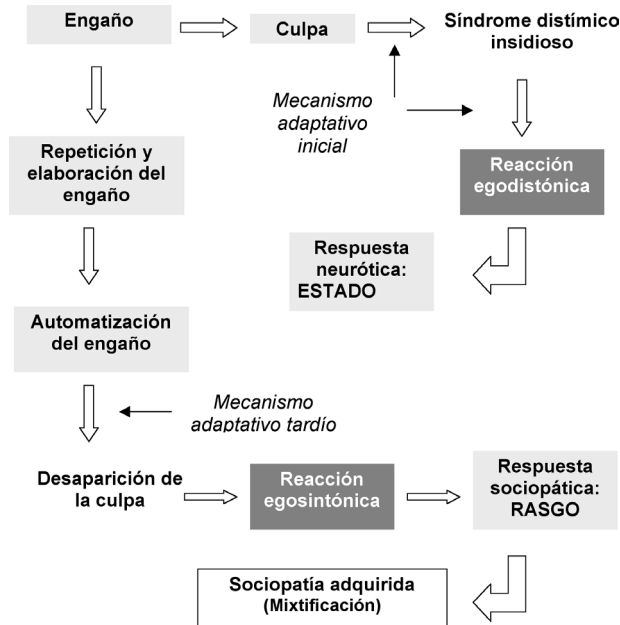 Engaño
Culpa
Síndrome distímico
insidioso
Mecanismo
adaptativo
inicial
Repetición y
elaboración del
engaño
Reacción
egodistónica
Respuesta
neurótica:
ESTADO
Automatización
del engaño
Mecanismo
adaptativo tardío
Desaparición de
la culpa
Reacción
egosintónica
Respuesta
sociopática:
RASGO
Sociopatía adquirida
(Mixtificación)